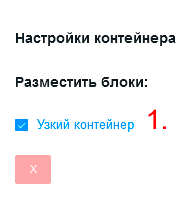 Настройки контейнера
Разместить блоки:
Узкий контейнер 1.
X